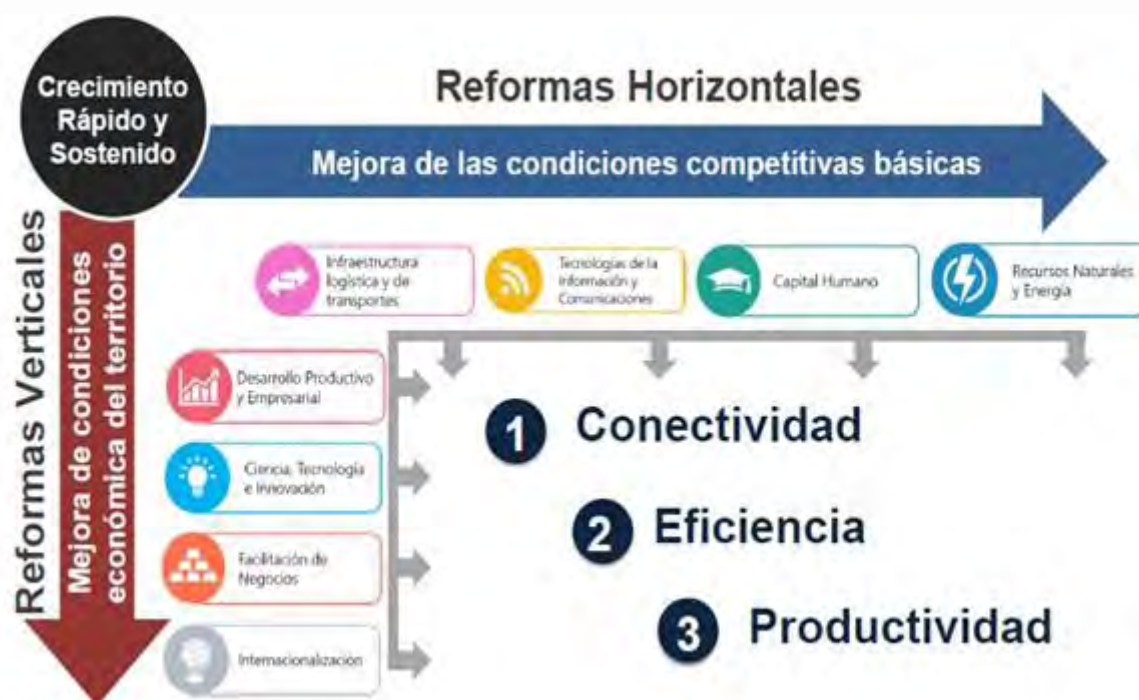 Crecimiento
Rápido y
Sostenido
Reformas Horizontales
Mejora de las condiciones competitivas básicas
Reformas Verticales
Mejora de condiciones
económica del territorio
Infraestructura
logística y de
transportes
Tecnologías de la
Información y
Comunicaciones
Capital Humano
Recursos Naturales
y Energía
Desarrollo Productivo
y Empresarial
Ciencia, Tecnología
e Innovación
Facilitación de
Negocios
Internacionalización
1 Conectividad
2 Eficiencia
3 Productividad